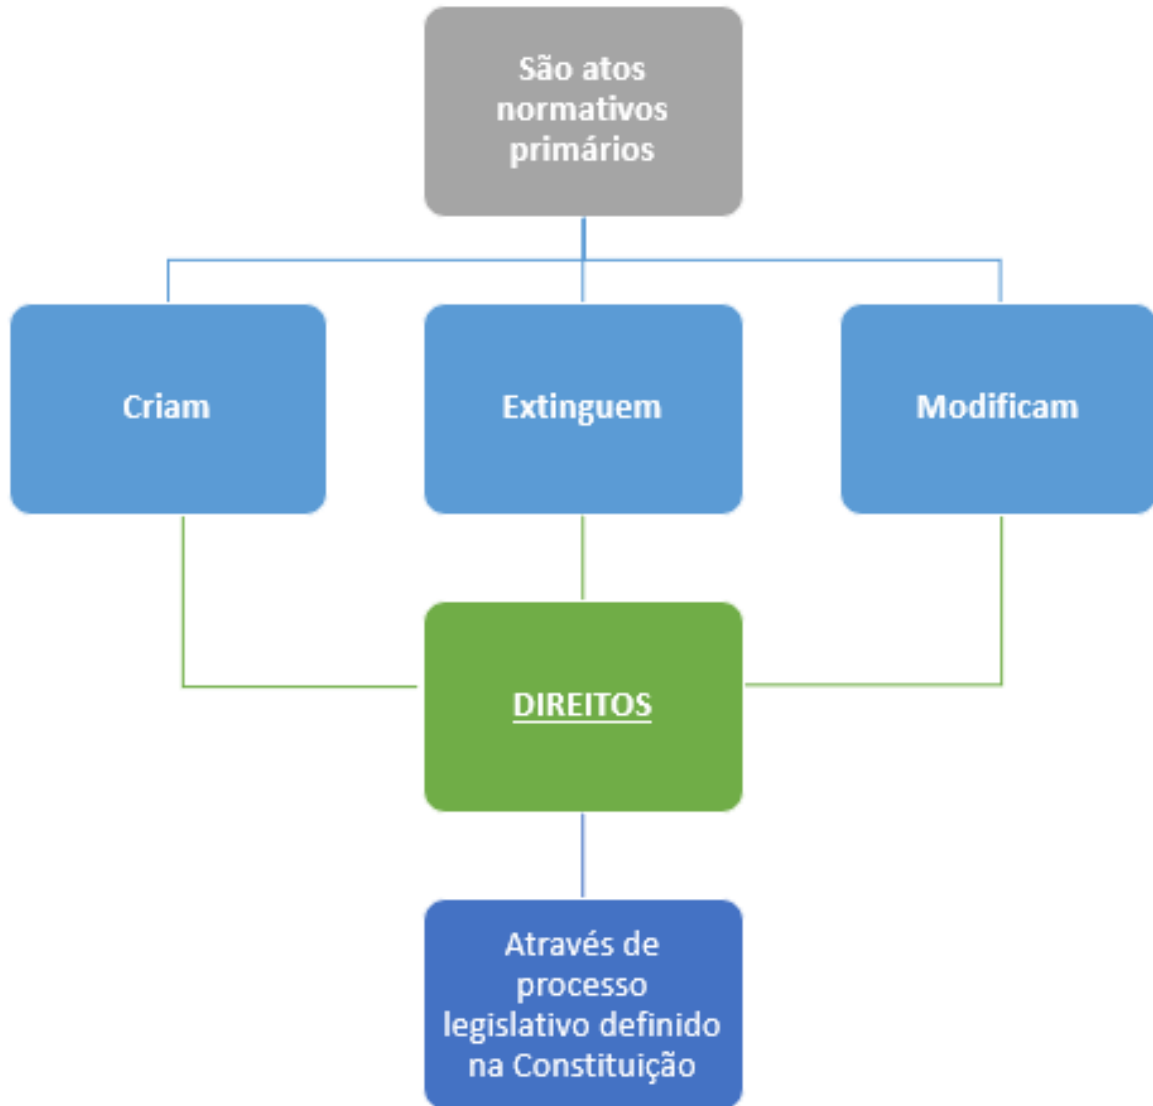 São atos
normativos
primários
Criam
Extinguem
Modificam
DIREITOS
Através de
processo
legislativo definido
na Constituição